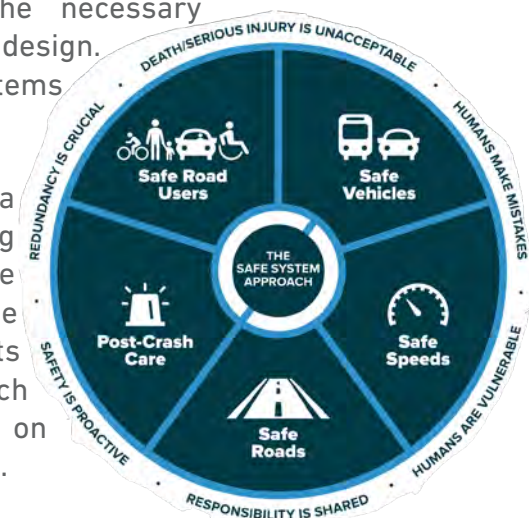 he necessary
design.
tems
a
ng
e
e
ts
ch
on
.
DEATH/SERIOUS INJURY IS UNACCEPTABLE
HUMANS MAKE MISTAKES
HUMANS ARE VULNERABLE
RESPONSIBILITY IS SHARED
SAFETY IS PROACTIVE
REDUNDANCY IS CRUCIAL
Safe Road
Users
Safe
Vehicles
THE
SAFE SYSTEM
APPROACH
Post-Crash
Care
Safe
Speeds
Safe
Roads